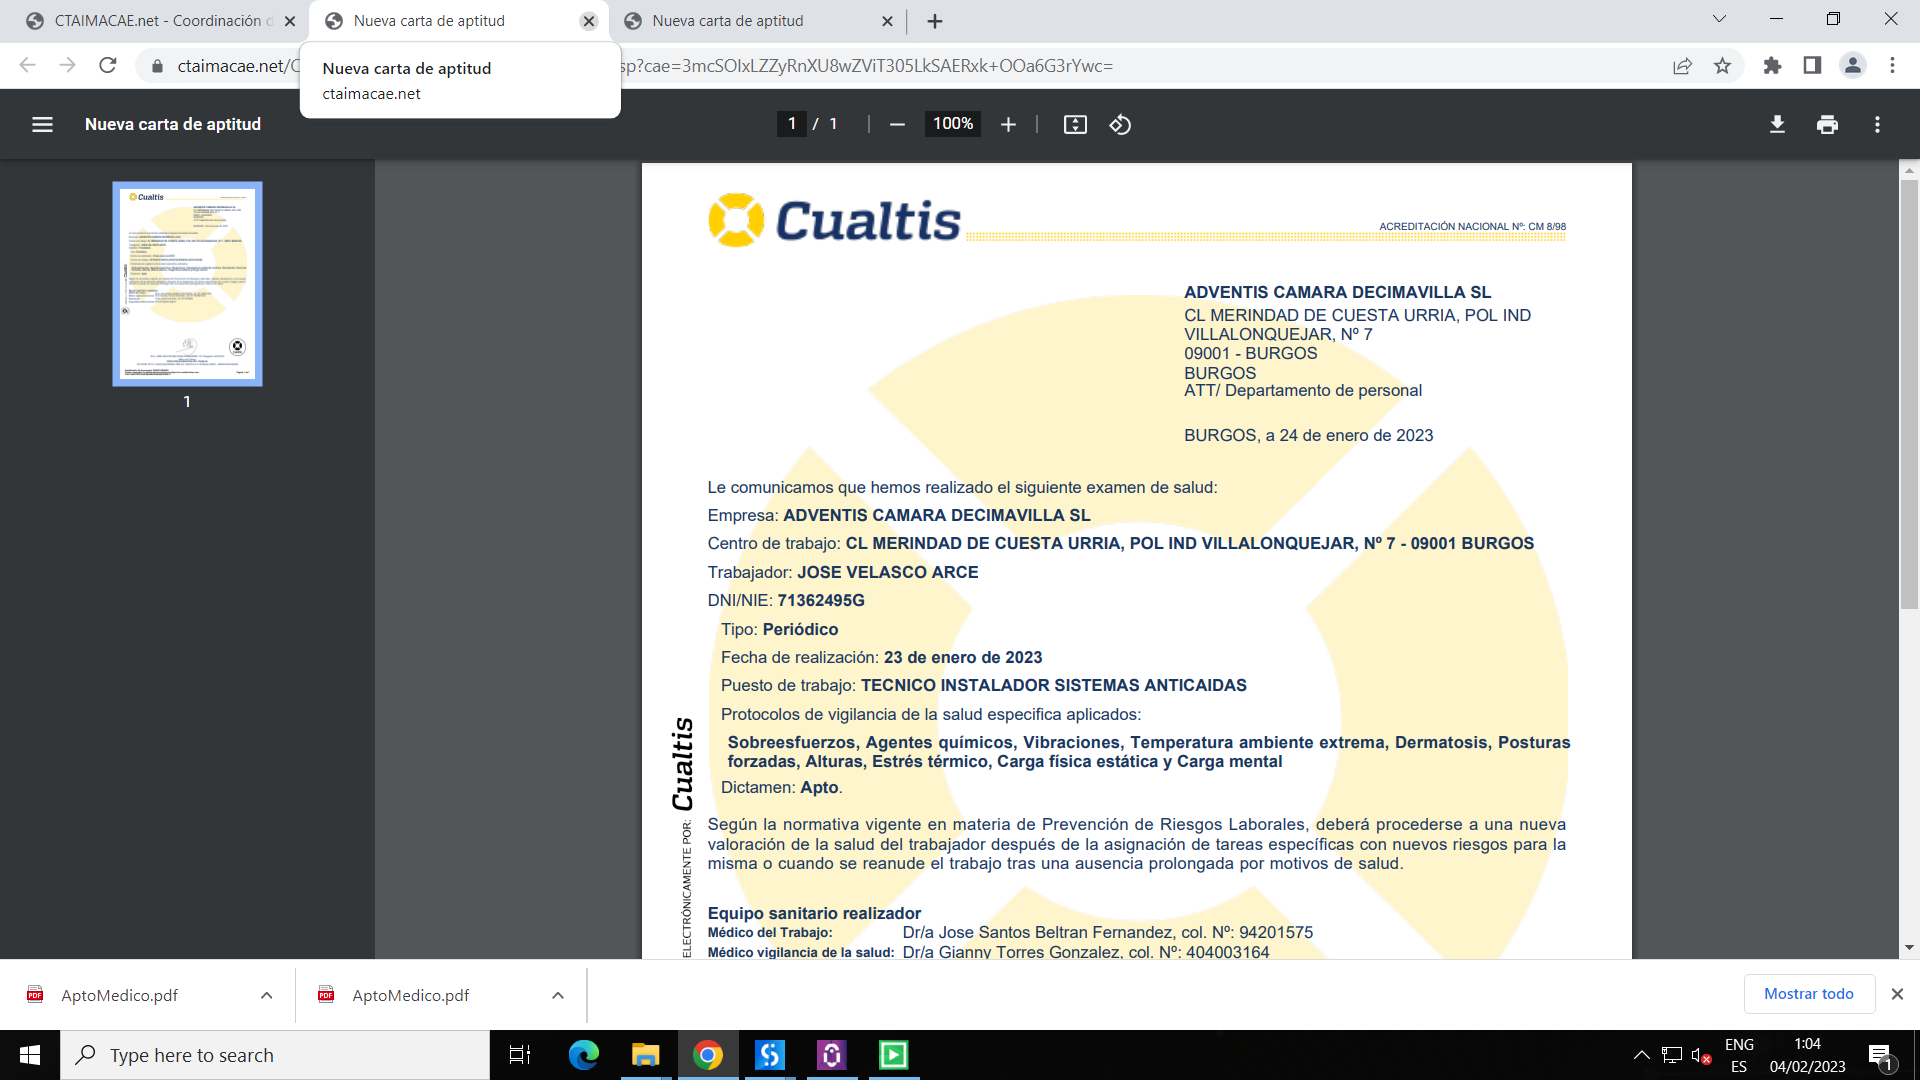 CTAIMACAE.net - Coordinación d
Nueva carta de aptitud
Nueva carta de aptitud
ctaimacae.net/C
sp?cae=3mcSOIxLZZyRnXU8wZViT305LkSAERxk+OOa6G3rYwc=
Nueva carta de aptitud
ctaimacae.net
Nueva carta de aptitud
1 / 1
100%
1
Cualtis
ACREDITACIÓN NACIONAL Nº: CM 8/98
ADVENTIS CAMARA DECIMAVILLA SL
CL MERINDAD DE CUESTA URRIA, POL IND
VILLALONQUEJAR, Nº 7
09001 - BURGOS
BURGOS
ATT/ Departamento de personal
BURGOS, a 24 de enero de 2023
Le comunicamos que hemos realizado el siguiente examen de salud:
Empresa: ADVENTIS CAMARA DECIMAVILLA SL
Centro de trabajo: CL MERINDAD DE CUESTA URRIA, POL IND VILLALONQUEJAR, Nº 7 - 09001 BURGOS
Trabajador: JOSE VELASCO ARCE
DNI/NIE: 71362495G
Tipo: Periódico
Fecha de realización: 23 de enero de 2023
Puesto de trabajo: TECNICO INSTALADOR SISTEMAS ANTICAIDAS
Protocolos de vigilancia de la salud especifica aplicados:
Sobreesfuerzos, Agentes químicos, Vibraciones, Temperatura ambiente extrema, Dermatosis, Posturas
forzadas, Alturas, Estrés térmico, Carga física estática y Carga mental
Dictamen: Apto.
Según la normativa vigente en materia de Prevención de Riesgos Laborales, deberá procederse a una nueva
valoración de la salud del trabajador después de la asignación de tareas específicas con nuevos riesgos para la
misma o cuando se reanude el trabajo tras una ausencia prolongada por motivos de salud.
Equipo sanitario realizador
Médico del Trabajo: Dr/a Jose Santos Beltran Fernandez, col. Nº: 94201575
Médico vigilancia de la salud: Dr/a Gianny Torres Gonzalez, col. Nº: 404003164
ELECTRÓNICAMENTE POR: Cualtis
AptoMedico.pdf
AptoMedico.pdf
Mostrar todo
Type here to search
ENG
ES
1:04
04/02/2023
1